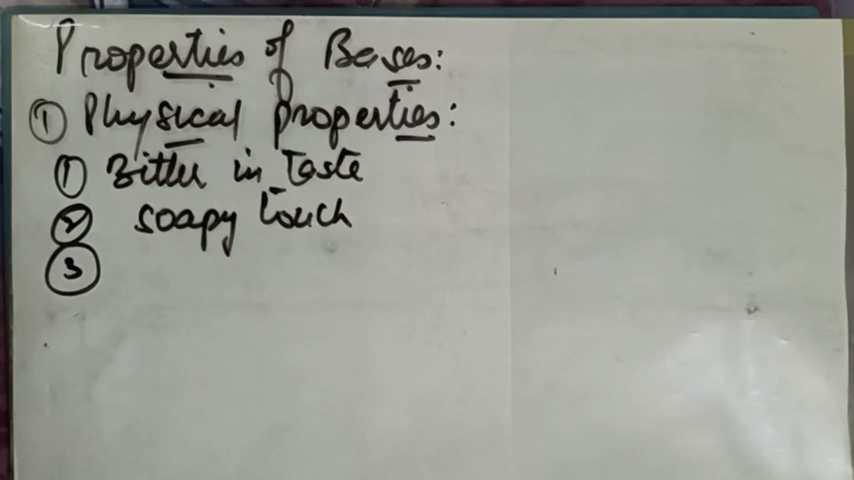 Properties of Bases:
① Physical properties:
① Bitter in Taste
② soapy touch
③